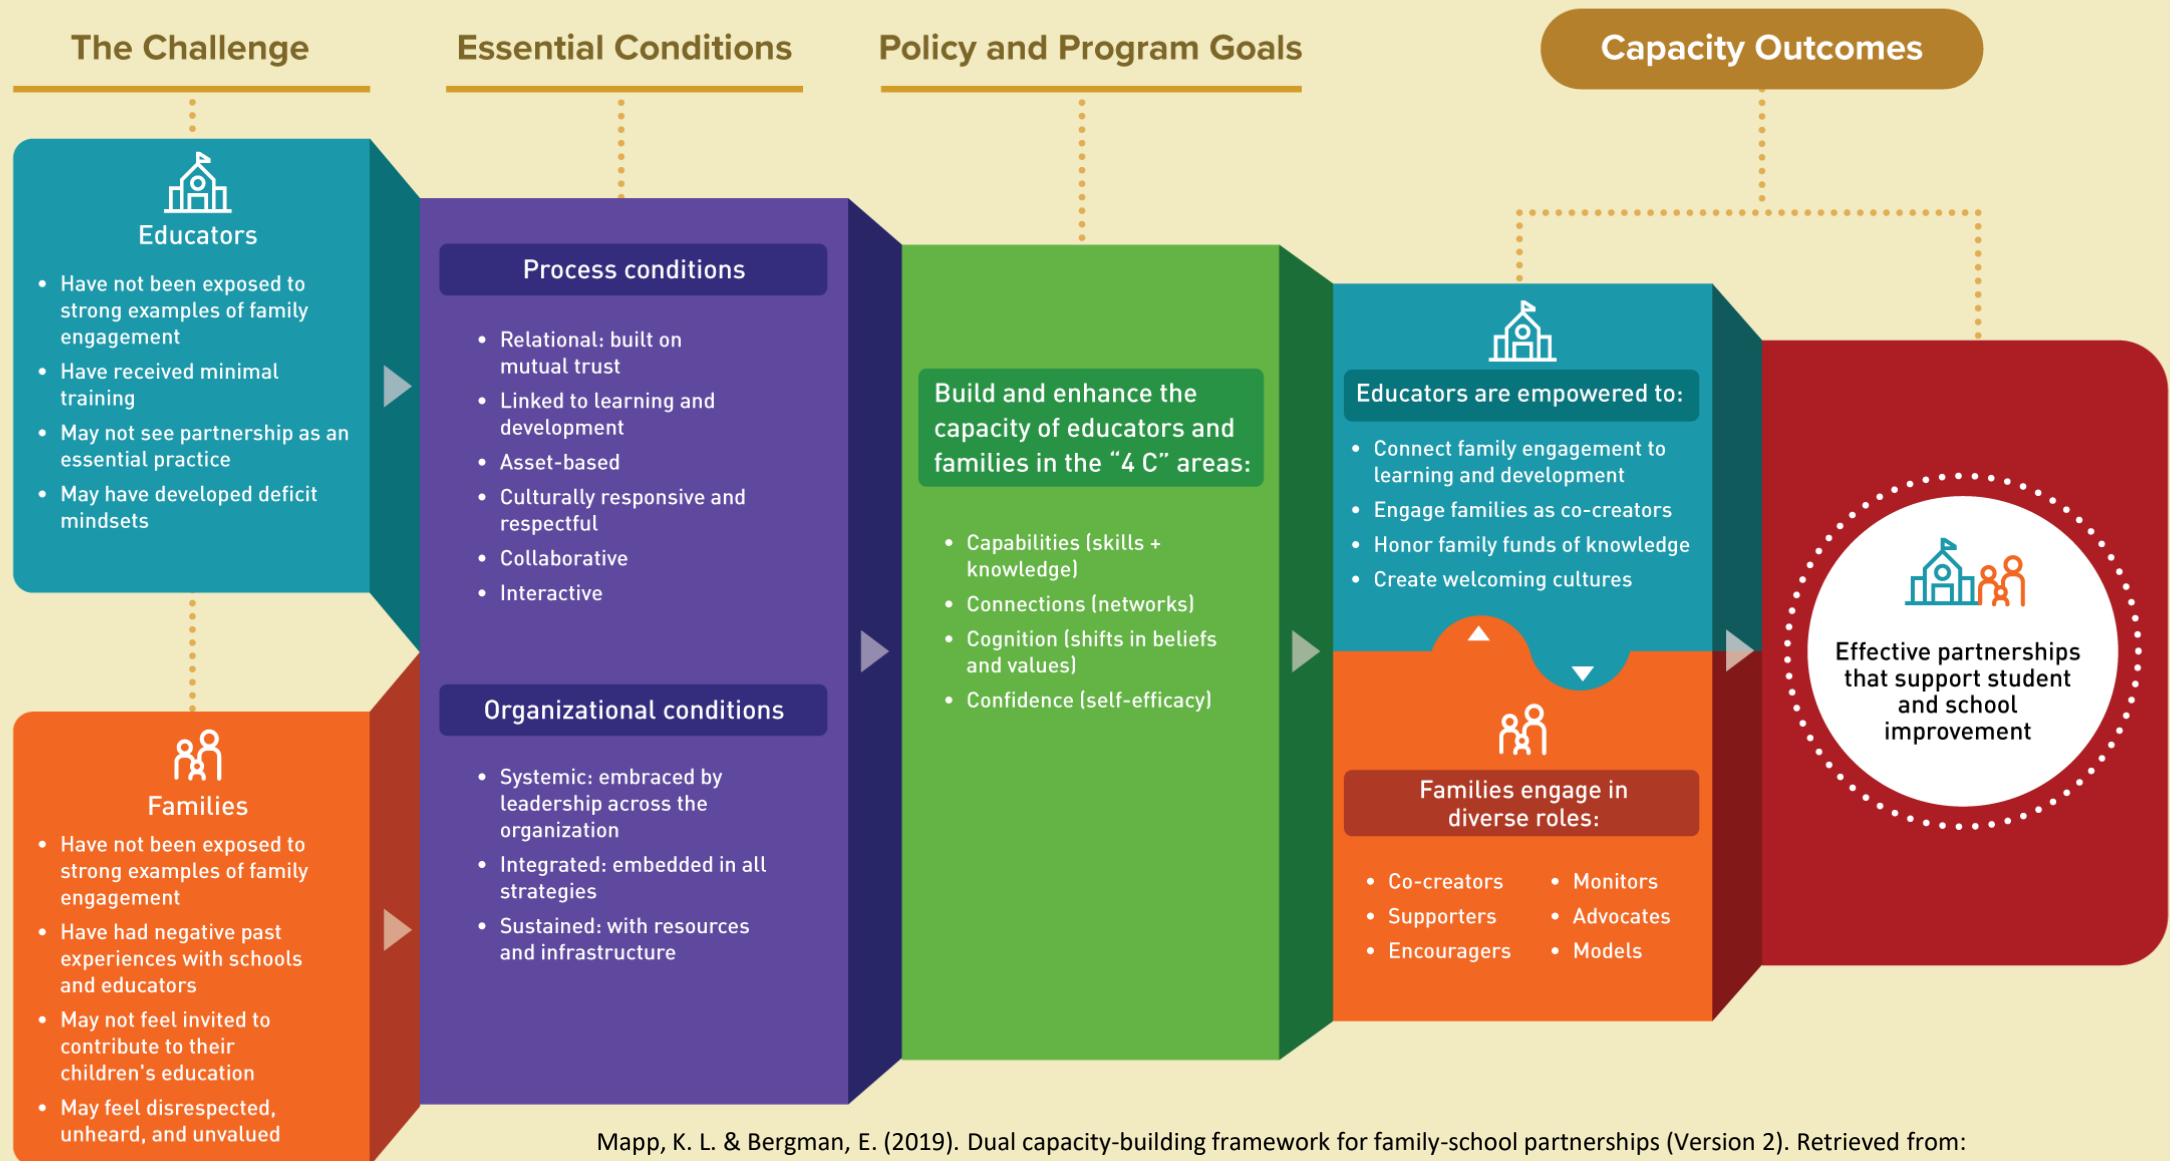 The Challenge
Essential Conditions
Policy and Program Goals
Capacity Outcomes
Educators
• Have not been exposed to
strong examples of family
engagement
• Have received minimal
training
• May not see partnership as an
essential practice
• May have developed deficit
mindsets
Families
• Have not been exposed to
strong examples of family
engagement
• Have had negative past
experiences with schools
and educators
• May not feel invited to
contribute to their
children's education
• May feel disrespected,
unheard, and unvalued
Process conditions
• Relational: built on
mutual trust
• Linked to learning and
development
• Asset-based
• Culturally responsive and
respectful
• Collaborative
• Interactive
Organizational conditions
• Systemic: embraced by
leadership across the
organization
• Integrated: embedded in all
strategies
• Sustained: with resources
and infrastructure
Build and enhance the
capacity of educators and
families in the “4 C” areas:
• Capabilities (skills +
knowledge)
• Connections (networks)
• Cognition (shifts in beliefs
and values)
• Confidence (self-efficacy)
Educators are empowered to:
• Connect family engagement to
learning and development
• Engage families as co-creators
• Honor family funds of knowledge
• Create welcoming cultures
Families engage in
diverse roles:
• Co-creators
• Supporters
• Encouragers
• Monitors
• Advocates
• Models
Effective partnerships
that support student
and school
improvement
Mapp, K. L. & Bergman, E. (2019). Dual capacity-building framework for family-school partnerships (Version 2). Retrieved from: